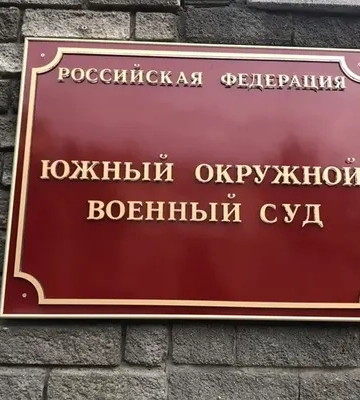 РОССИЙСКАЯ ФЕДЕРАЦИЯ
ЮЖНЫЙ ОКРУЖНОЙ
ВОЕННЫЙ СУД